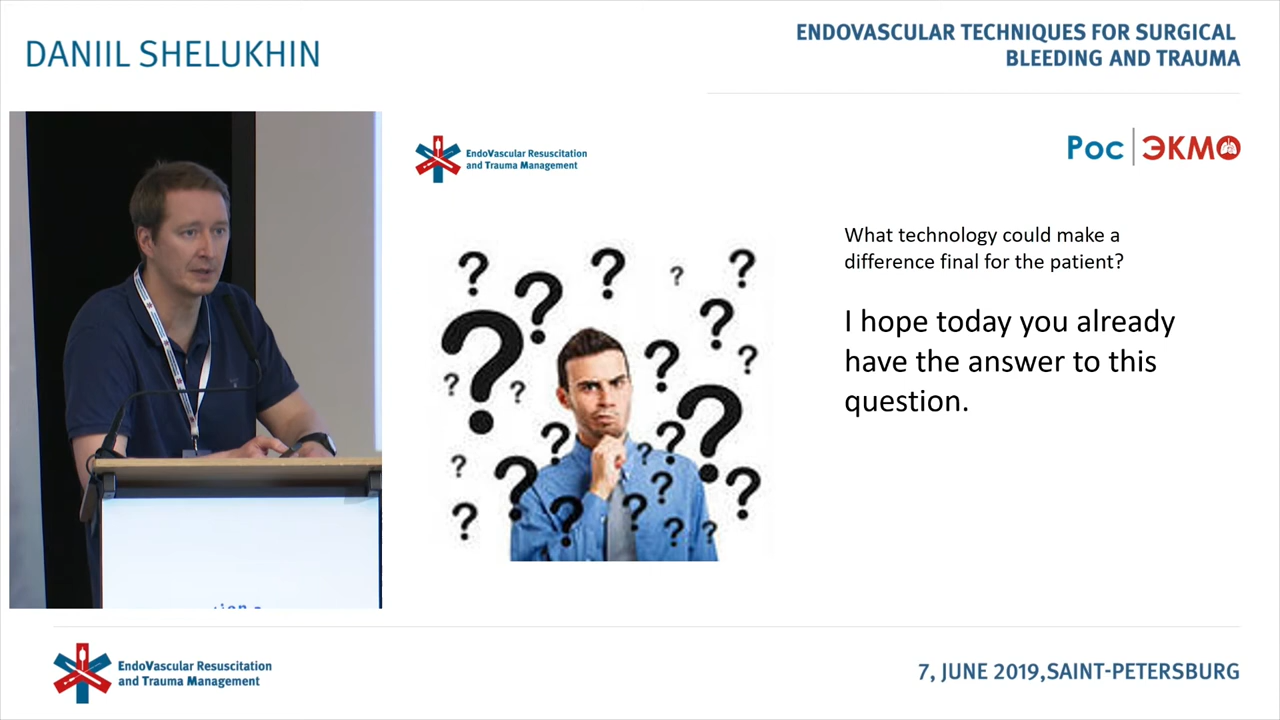 DANIIL SHELUKHIN
ENDOVASCULAR TECHNIQUES FOR SURGICAL
BLEEDING AND TRAUMA
EndoVascular Resuscitation
and Trauma Management
Рос ЭКМО
What technology could make a
difference final for the patient?
I hope today you already
have the answer to this
question.
EndoVascular Resuscitation
and Trauma Management
7, JUNE 2019,SAINT-PETERSBURG